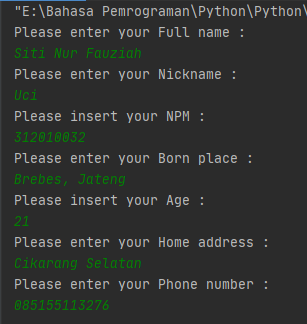 "E:\Bahasa Pemrograman\Python\Python\
Please insert your Full name :
Siti Nur Fauziah
Please enter your Nickname :
Uci
Please insert your NPM :
312010032
Please enter your Born place :
Brebes, Jateng
Please insert your Age :
21
Please enter your Home address :
Cikarang Selatan
Please enter your Phone number :
085155113276